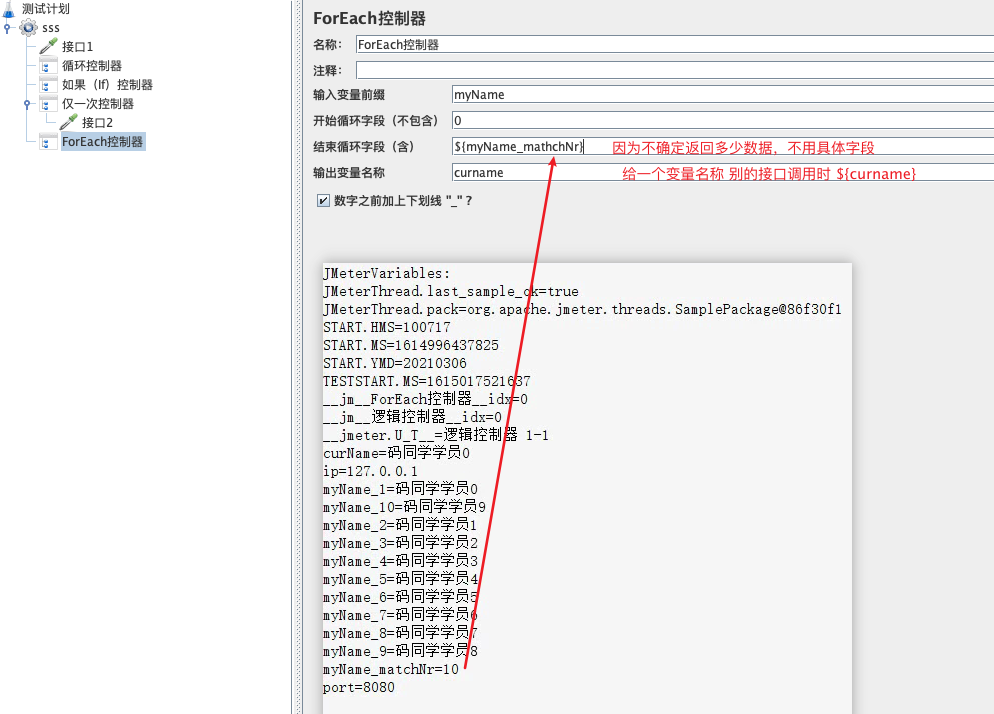 测试计划
sss
接口1
循环控制器
如果（If）控制器
仅一次控制器
接口2
ForEach控制器
ForEach控制器
名称： ForEach控制器
注释：
输入变量前缀 myName
开始循环字段（不包含） 0
结束循环字段（含） ${myName_mathchNr} 因为不确定返回多少数据，不用具体字段
输出变量名称 curname 给一个变量名称 别的接口调用时 ${curname}
数字之前加上下划线 "_" ?
JMeterVariables:
JMeterThread.last_sample_ok=true
JMeterThread.pack=org.apache.jmeter.threads.SamplePackage@86f30f1
START.HMS=100717
START.MS=1614996437825
START.YMD=20210306
TESTSTART.MS=1615017521637
__jm__ForEach控制器__idx=0
__jm__逻辑控制器__idx=0
__jmeter.U_T__=逻辑控制器 1-1
curName=码同学学员0
ip=127.0.0.1
myName_1=码同学学员0
myName_10=码同学学员9
myName_2=码同学学员1
myName_3=码同学学员2
myName_4=码同学学员3
myName_5=码同学学员4
myName_6=码同学学员5
myName_7=码同学学员6
myName_8=码同学学员7
myName_9=码同学学员8
myName_matchNr=10
port=8080